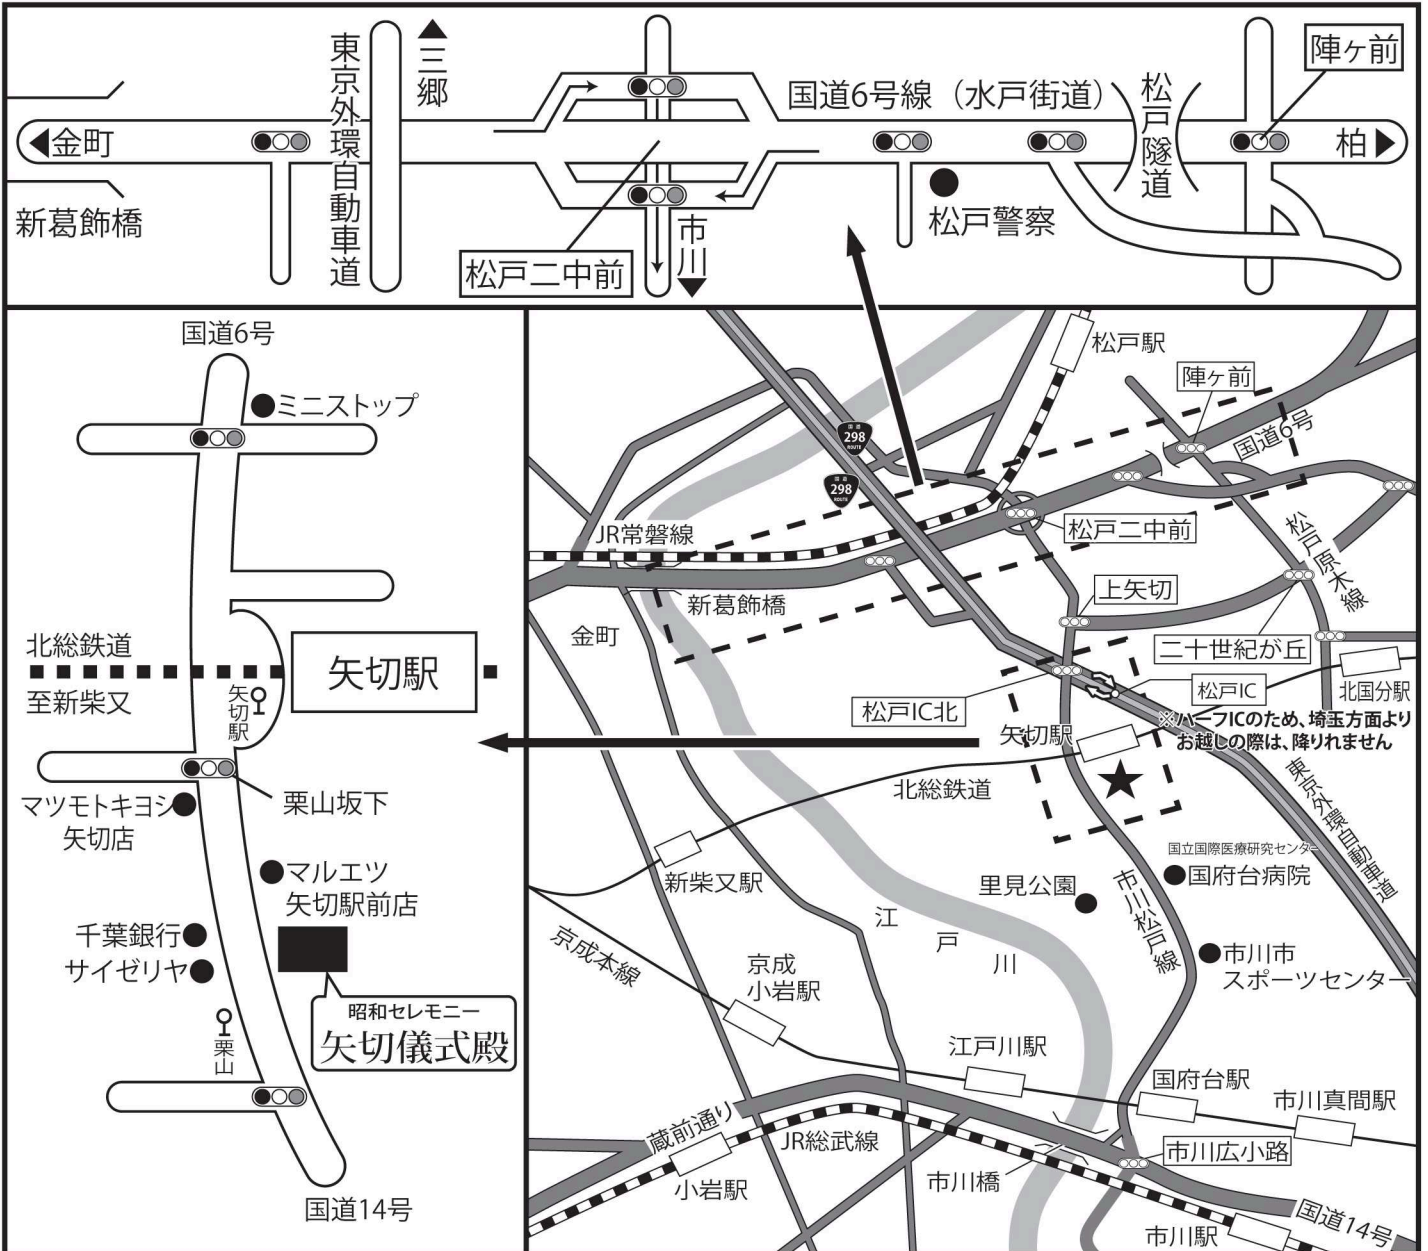 東京外環自動車道
▲三郷
陣ヶ前
国道6号線（水戸街道）
松戸隧道
◀金町
柏▶
新葛飾橋
松戸警察
松戸二中前
市川▼
国道6号
ミニストップ
北総鉄道
至新柴又
矢切駅
矢切駅
栗山坂下
マツモトキヨシ
矢切店
マルエツ
矢切駅前店
千葉銀行
サイゼリヤ
昭和セレモニー
矢切儀式殿
栗山
国道14号
松戸駅
陣ヶ前
国道
298
ROUTE
国道
298
ROUTE
国道6号
JR常磐線
松戸二中前
松戸原木線
新葛飾橋
上矢切
金町
二十世紀が丘
松戸IC
北国分駅
松戸IC北
※ハーフICのため、埼玉方面より
お越しの際は、降りれません
矢切駅
北総鉄道
東京外環自動車道
新柴又駅
国立国際医療研究センター
国府台病院
里見公園
市川松戸線
江戸川
京成本線
京成
小岩駅
市川市
スポーツセンター
江戸川駅
国府台駅
市川真間駅
蔵前通り
JR総武線
市川広小路
小岩駅
市川橋
国道14号
市川駅